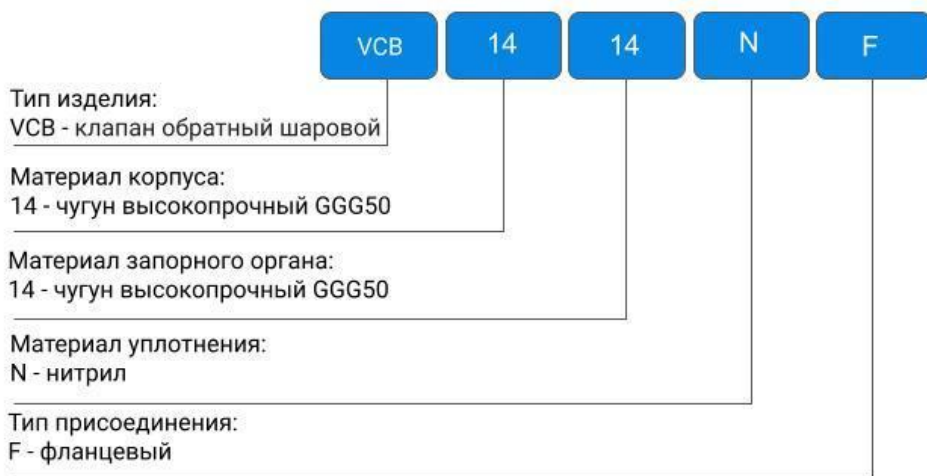 VCB 14 14 N F
Тип изделия:
VCB - клапан обратный шаровой
Материал корпуса:
14 - чугун высокопрочный GGG50
Материал запорного органа:
14 - чугун высокопрочный GGG50
Материал уплотнения:
N - нитрил
Тип присоединения:
F - фланцевый